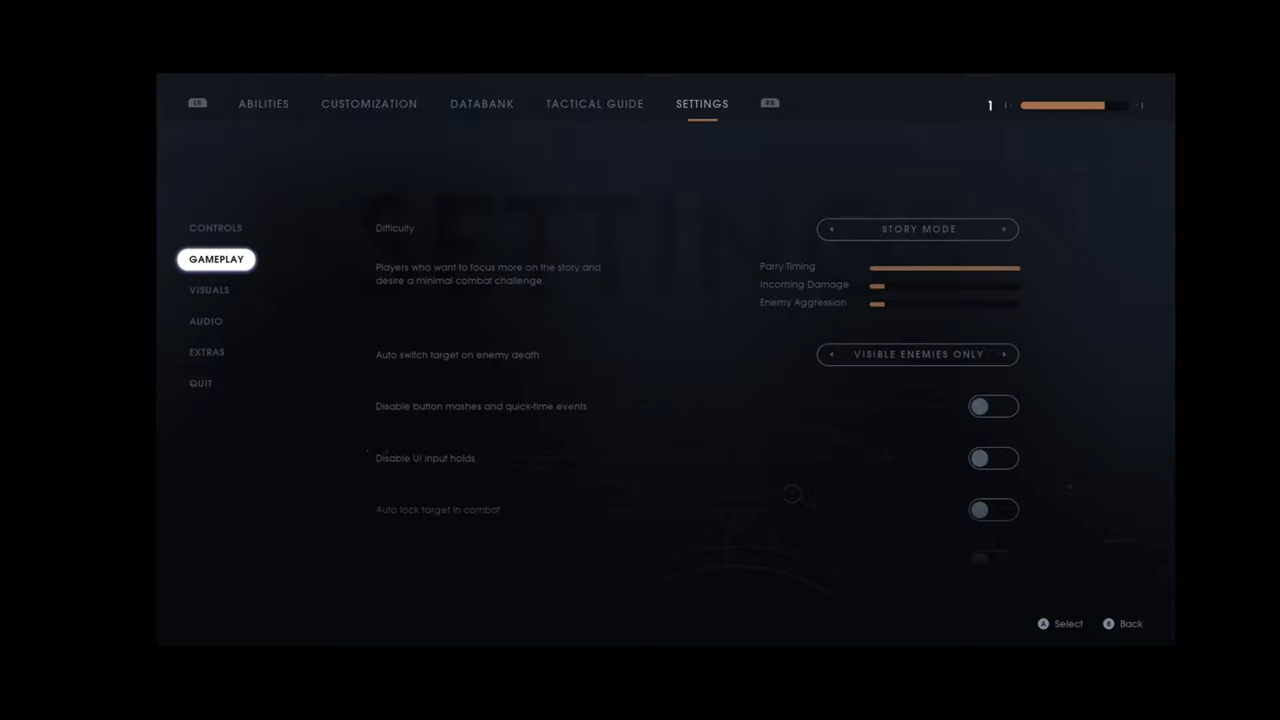 LB ABILITIES CUSTOMIZATION DATABANK TACTICAL GUIDE SETTINGS RB 1
CONTROLS
GAMEPLAY
VISUALS
AUDIO
EXTRAS
QUIT
SETTINGS
Difficulty STORY MODE
Players who want to focus more on the story and
desire a minimal combat challenge.
Parry Timing
Incoming Damage
Enemy Aggression
Auto switch target on enemy death VISIBLE ENEMIES ONLY
Disable button mashes and quick-time events
Disable UI input holds
Auto lock target in combat
A Select B Back